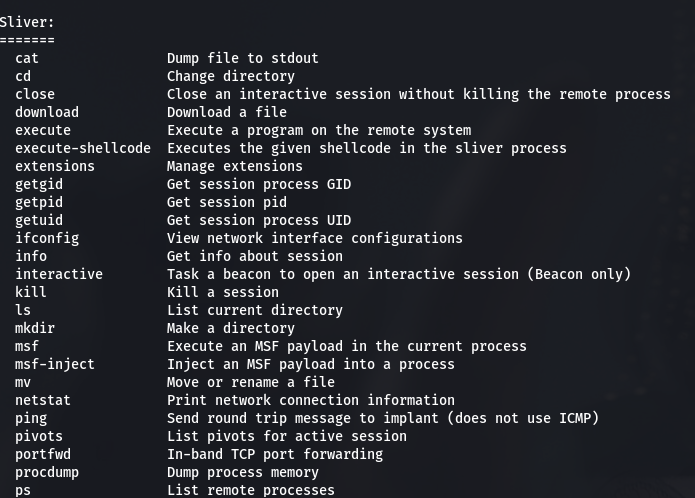 Sliver:
=======
cat Dump file to stdout
cd Change directory
close Close an interactive session without killing the remote process
download Download a file
execute Execute a program on the remote system
execute-shellcode Executes the given shellcode in the sliver process
extensions Manage extensions
getgid Get session process GID
getpid Get session pid
getuid Get session process UID
ifconfig View network interface configurations
info Get info about session
interactive Task a beacon to open an interactive session (Beacon only)
kill Kill a session
ls List current directory
mkdir Make a directory
msf Execute an MSF payload in the current process
msf-inject Inject an MSF payload into a process
mv Move or rename a file
netstat Print network connection information
ping Send round trip message to implant (does not use ICMP)
pivots List pivots for active session
portfwd In-band TCP port forwarding
procdump Dump process memory
ps List remote processes